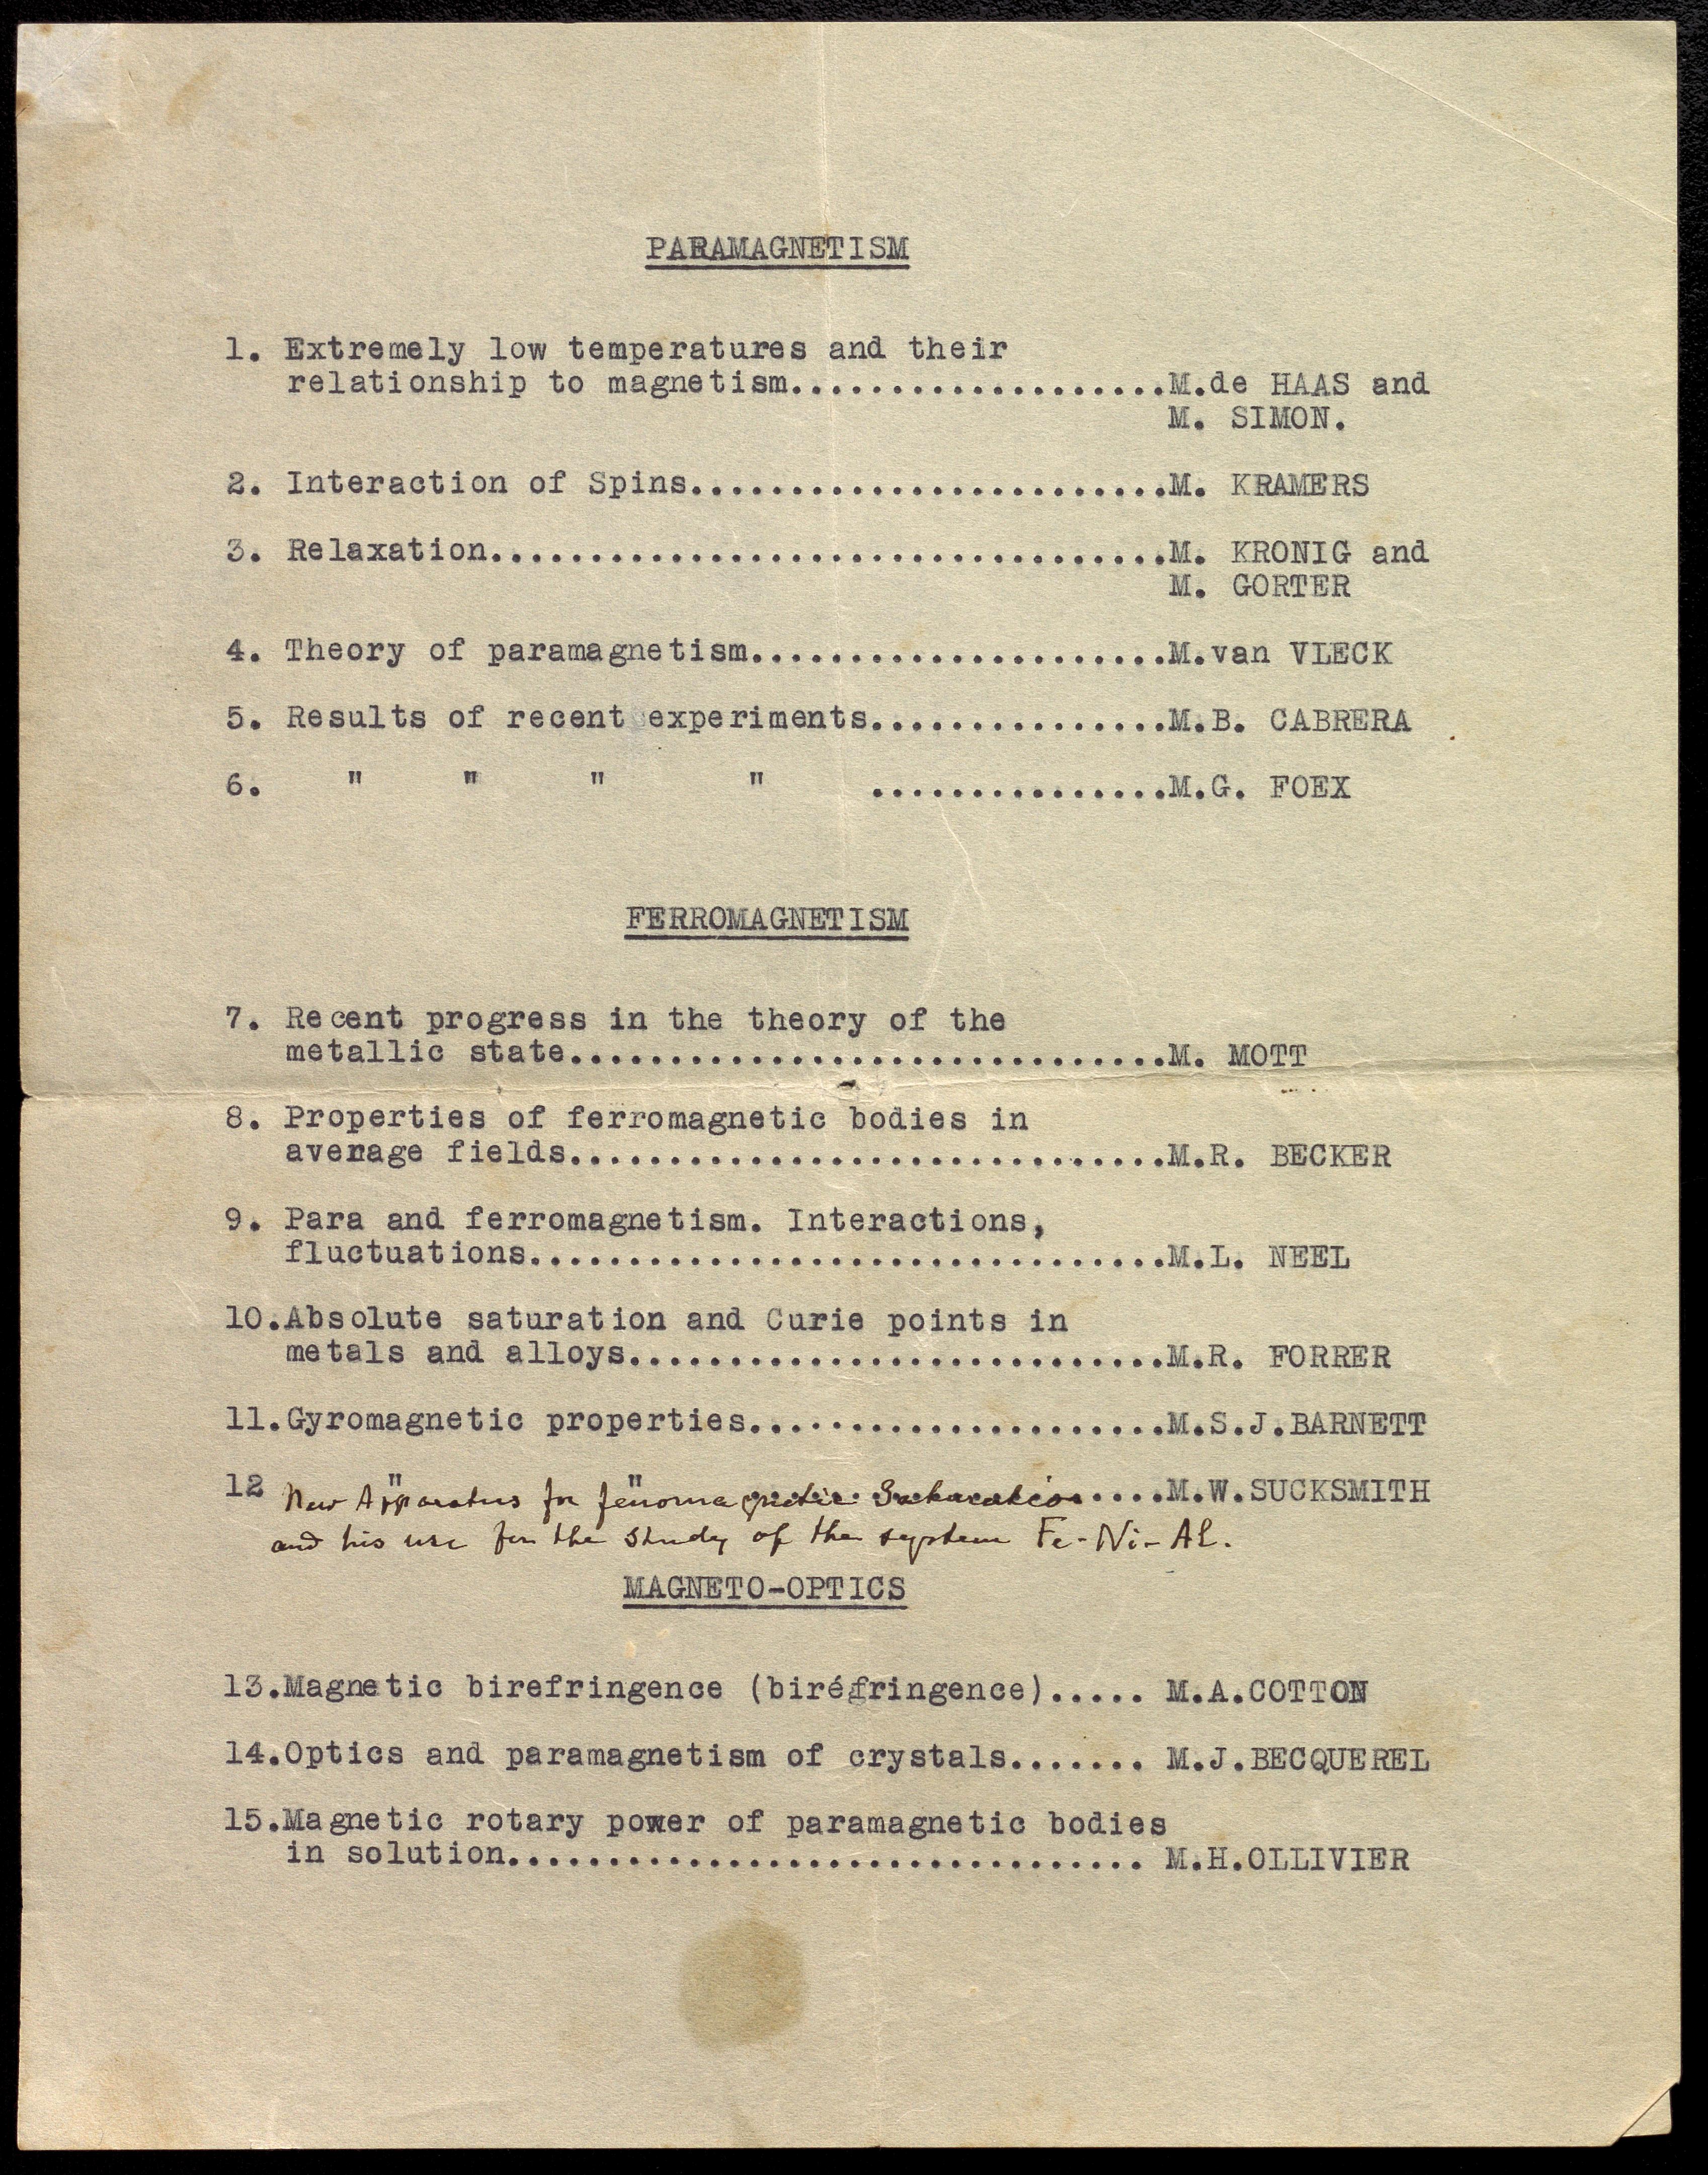 PARAMAGNETISM
1. Extremely low temperatures and their
relationship to magnetism...................M.de HAAS and
M. SIMON.
2. Interaction of Spins........................M. KRAMERS
3. Relaxation..................................M. KRONIG and
M. GORTER
4. Theory of paramagnetism.....................M.van VLECK
5. Results of recent experiments...............M.B. CABRERA
6. " " " " ...............M.G. FOEX
FERROMAGNETISM
7. Recent progress in the theory of the
metallic state..............................M. MOTT
8. Properties of ferromagnetic bodies in
average fields..............................M.R. BECKER
9. Para and ferromagnetism. Interactions,
fluctuations................................M.L. NEEL
10.Absolute saturation and Curie points in
metals and alloys...........................M.R. FORRER
11.Gyromagnetic properties.....................M.S.J.BARNETT
12 " " New Apparatus for ferromagnetic Saturation....M.W.SUCKSMITH
and his use for the study of the system Fe-Ni-Al.
MAGNETO-OPTICS
13.Magnetic birefringence (biréfringence)..... M.A.COTTON
14.Optics and paramagnetism of crystals....... M.J.BECQUEREL
15.Magnetic rotary power of paramagnetic bodies
in solution................................ M.H.OLLIVIER